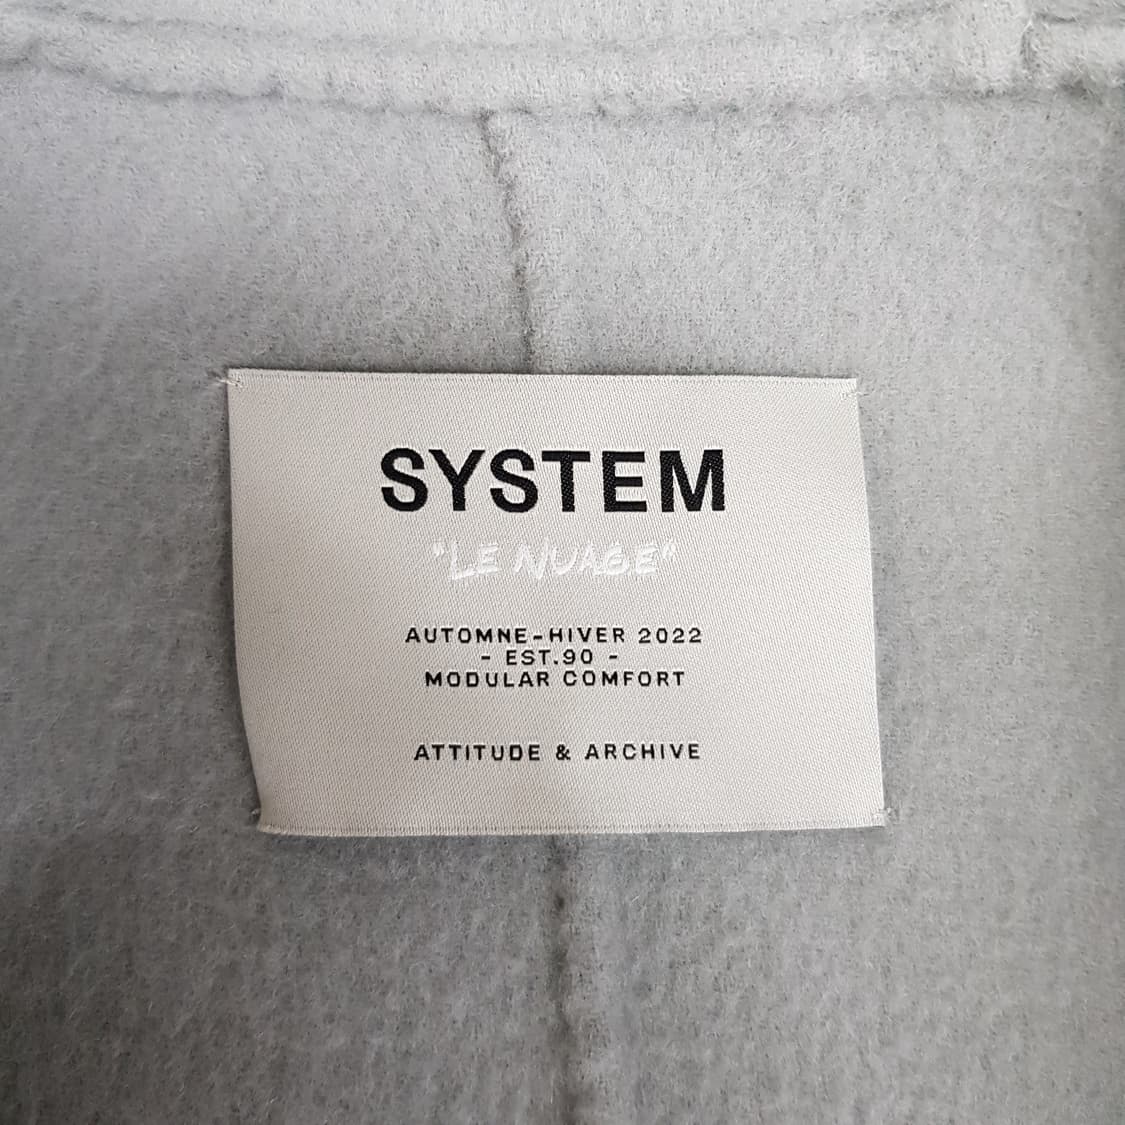 SYSTEM
"LE NUAGE"
AUTOMNE-HIVER 2022
- EST.90 -
MODULAR COMFORT
ATTITUDE & ARCHIVE